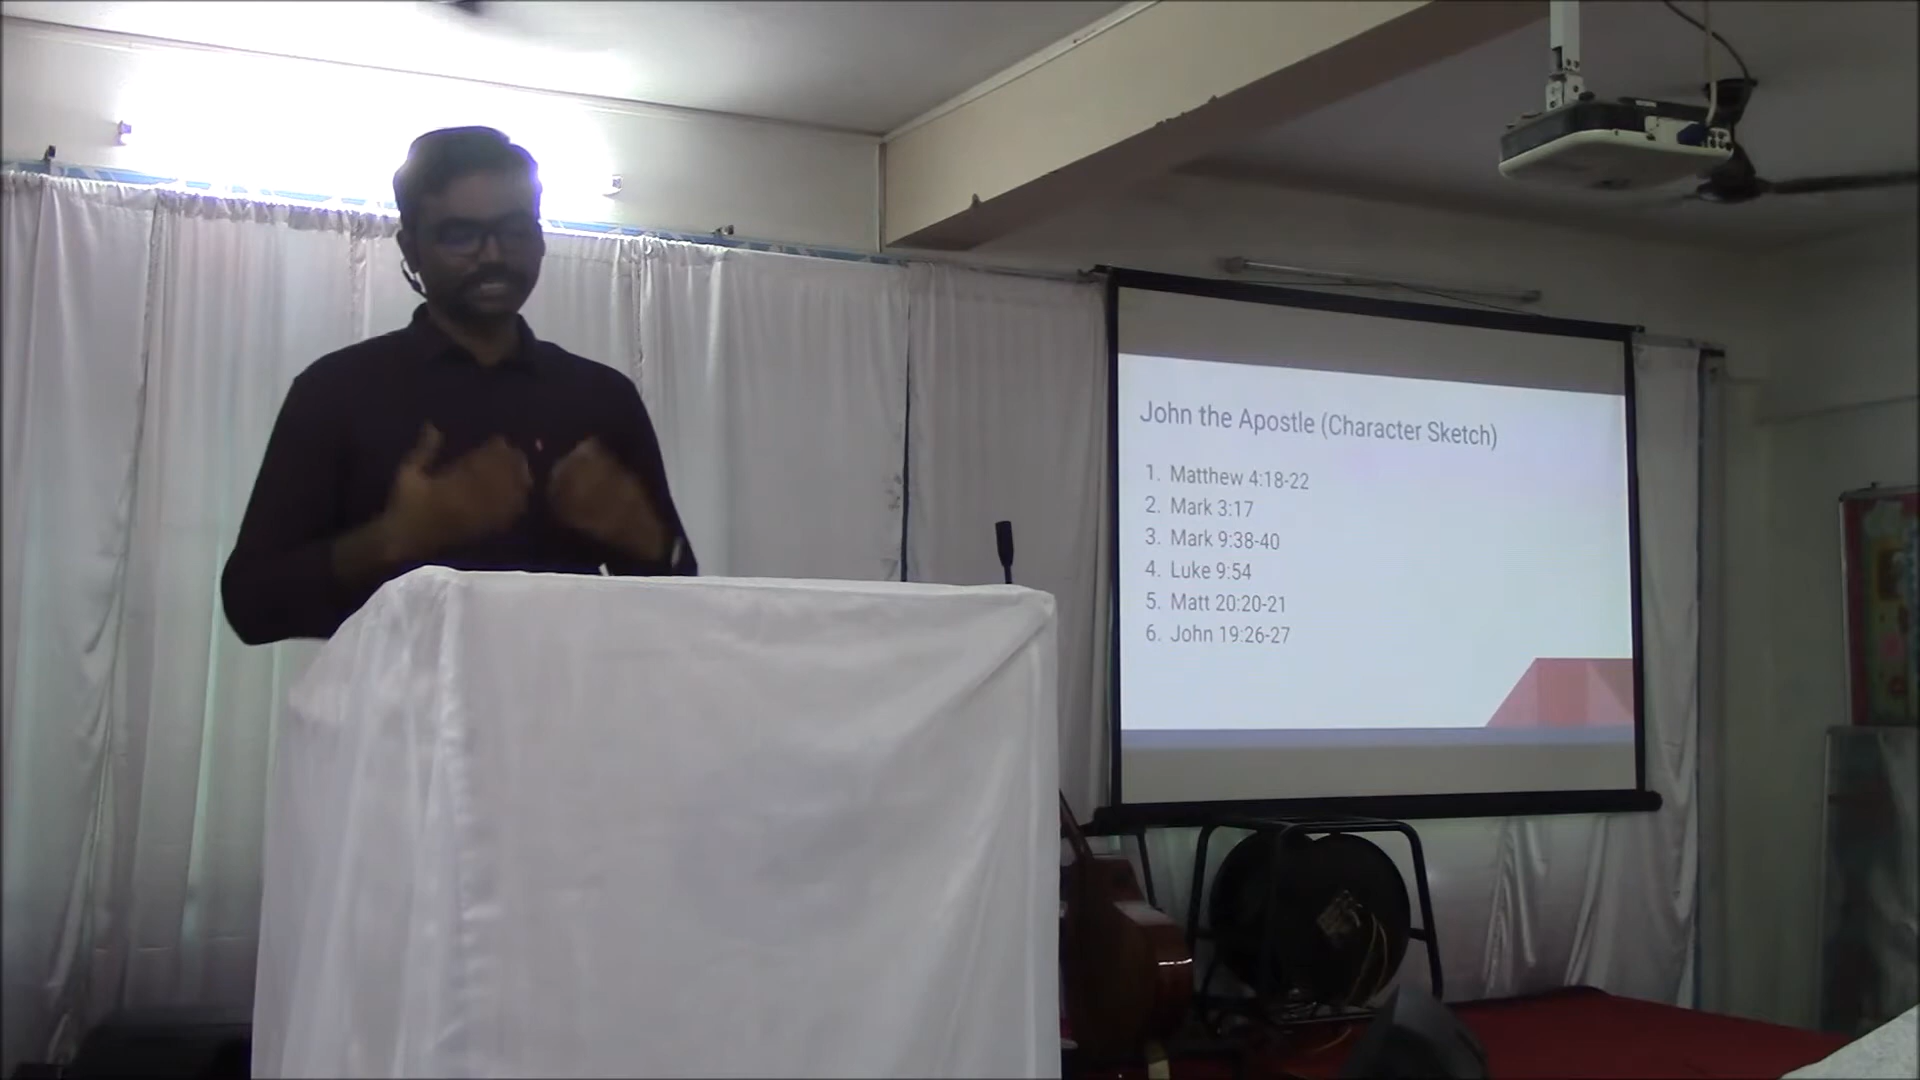 John the Apostle (Character Sketch)
1. Matthew 4:18-22
2. Mark 3:17
3. Mark 9:38-40
4. Luke 9:54
5. Matt 20:20-21
6. John 19:26-27